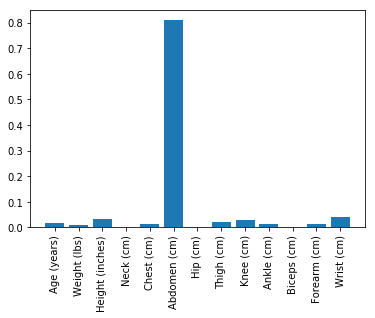 0.8
0.7
0.6
0.5
0.4
0.3
0.2
0.1
0.0
Age (years)
Weight (lbs)
Height (inches)
Neck (cm)
Chest (cm)
Abdomen (cm)
Hip (cm)
Thigh (cm)
Knee (cm)
Ankle (cm)
Biceps (cm)
Forearm (cm)
Wrist (cm)